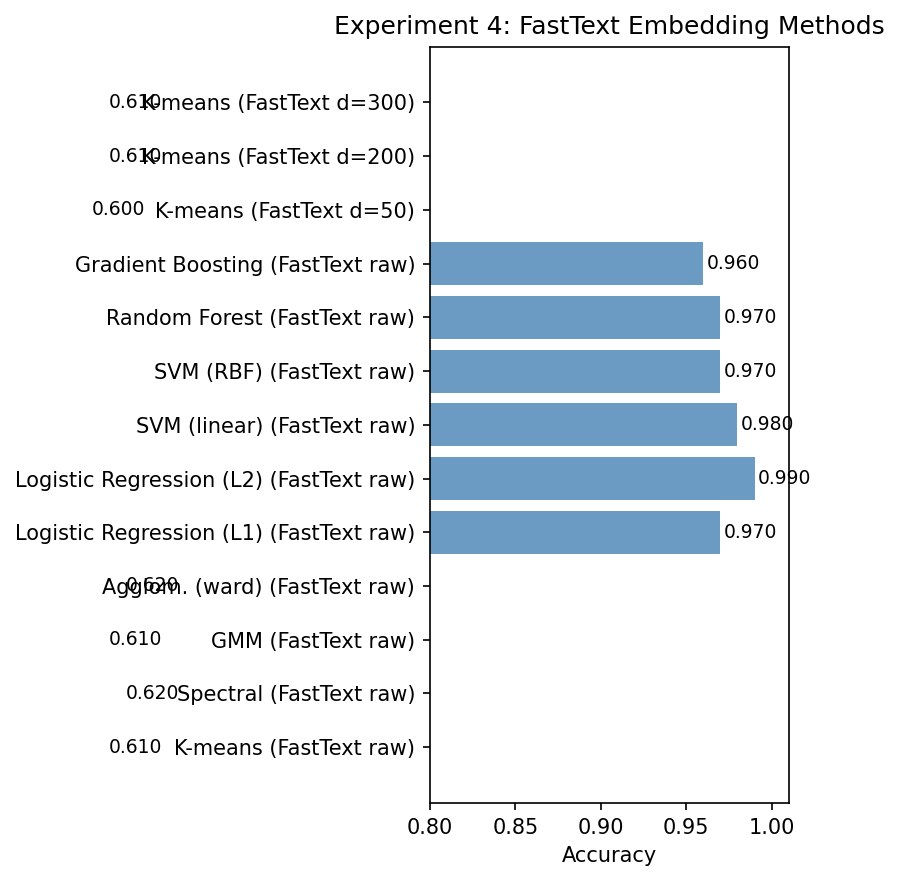 Experiment 4: FastText Embedding Methods
0.610 K-means (FastText d=300)
0.610 K-means (FastText d=200)
0.600 K-means (FastText d=50)
Gradient Boosting (FastText raw) 0.960
Random Forest (FastText raw) 0.970
SVM (RBF) (FastText raw) 0.970
SVM (linear) (FastText raw) 0.980
Logistic Regression (L2) (FastText raw) 0.990
Logistic Regression (L1) (FastText raw) 0.970
Agglom. (ward) (FastText raw) 0.620
0.610 GMM (FastText raw)
0.620 Spectral (FastText raw)
0.610 K-means (FastText raw)
0.80 0.85 0.90 0.95 1.00
Accuracy